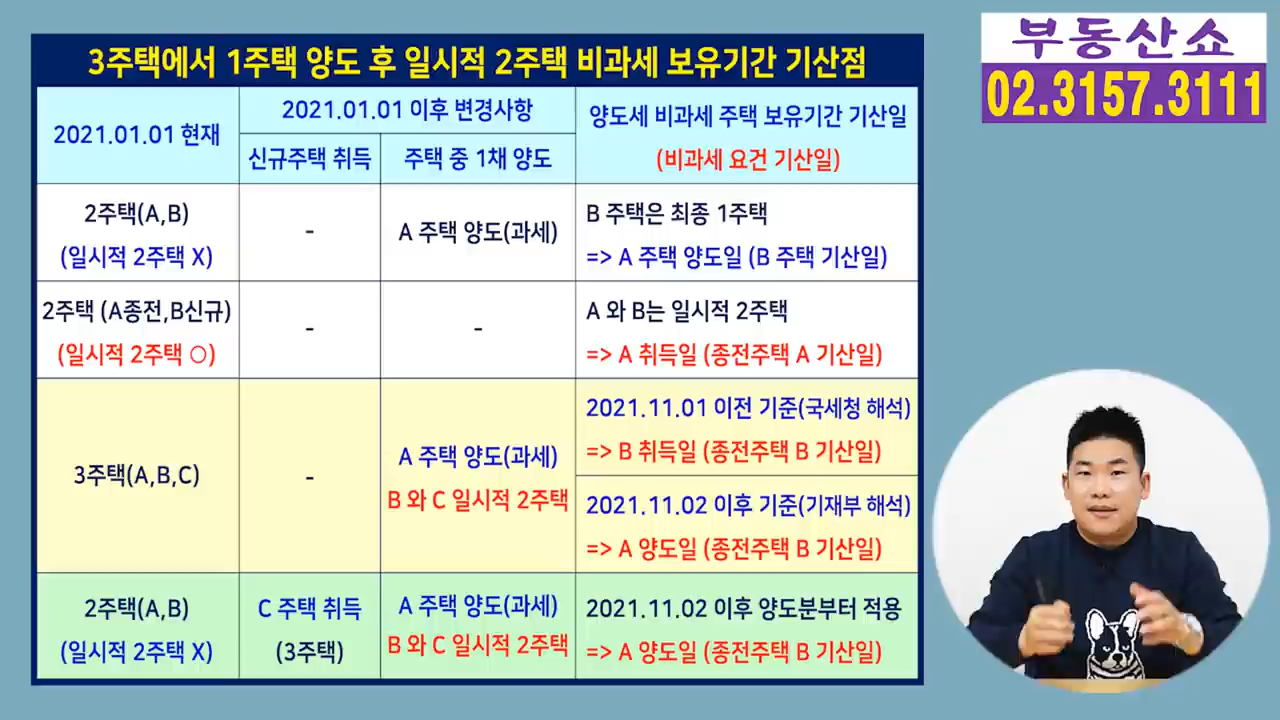 부동산쇼
02.3157.3111
3주택에서 1주택 양도 후 일시적 2주택 비과세 보유기간 기산점
2021.01.01 현재
2021.01.01 이후 변경사항
신규주택 취득
주택 중 1채 양도
양도세 비과세 주택 보유기간 기산일
(비과세 요건 기산일)
2주택(A,B)
(일시적 2주택 X)
-
A 주택 양도(과세)
B 주택은 최종 1주택
=> A 주택 양도일 (B 주택 기산일)
2주택 (A종전,B신규)
(일시적 2주택 ○)
-
-
A 와 B는 일시적 2주택
=> A 취득일 (종전주택 A 기산일)
3주택(A,B,C)
-
A 주택 양도(과세)
B 와 C 일시적 2주택
2021.11.01 이전 기준(국세청 해석)
=> B 취득일 (종전주택 B 기산일)
2021.11.02 이후 기준(기재부 해석)
=> A 양도일 (종전주택 B 기산일)
2주택(A,B)
(일시적 2주택 X)
C 주택 취득
(3주택)
A 주택 양도(과세)
B 와 C 일시적 2주택
2021.11.02 이후 양도분부터 적용
=> A 양도일 (종전주택 B 기산일)